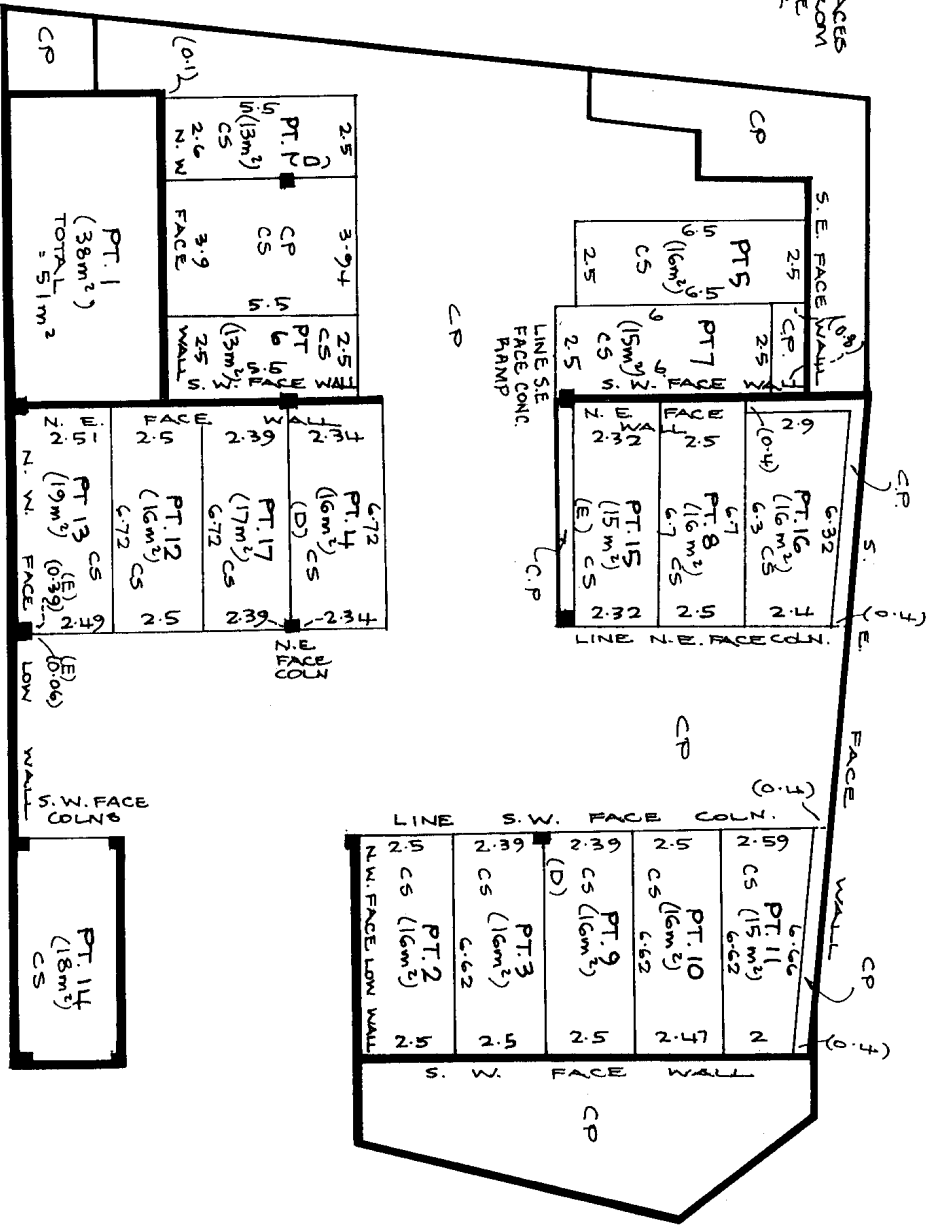 ACES
LOM
E
CP
(0.1)
5.5
2.5
PT.1
(13m²)
CS
2.6
N.W
FACE
3.94
CP
CS
3.9
5.5
2.5
CS
PT
6
5.5
(13m²)
2.5
WALL
S.W. FACE WALL
PT.1
(38m²)
TOTAL
= 51m²
CP
CP
S.E. FACE WALL
(0.8)
6.5
2.5
PT 5
(16m²)
CS
6.5
2.5
C.P.
2.5
6
PT 7
(15m²)
CS
6
2.5
S.W. FACE WALL
LINE S.E
FACE CONC.
RAMP
N.E. FACE WALL
2.51
2.5
2.39
2.34
N.W. FACE LOW WALL
PT 13
(19m²)
CS
(E)
(0.39)
2.49
(E)
(0.06)
6.72
PT.12
(16m²)
CS
2.5
6.72
PT.17
(17m²)
CS
2.39
6.72
PT.4
(16m²)
(D) CS
2.34
N.E
FACE
COLN
N.E. FACE
WALL
2.32
2.5
2.9
(0.4)
PT.15
(15m²)
(E) CS
2.32
6.7
PT.8
(16m²)
6.7 CS
2.5
6.32
PT.16
(16m²)
6.3 CS
2.4
(0.4)
C.P.
C.P
LINE N.E. FACE COLN.
S.E. FACE WALL
CP
(0.4)
S.W. FACE
COLNS
PT.14
(18m²)
CS
LINE S.W. FACE COLN.
2.5
2.39
2.39
2.5
2.59
N.W. FACE LOW WALL
PT.2
CS (16m²)
2.5
PT.3
CS (16m²)
6.62
2.5
(D)
PT.9
CS (16m²)
2.5
PT.10
CS (16m²)
6.62
2.47
6.66
PT.11
CS (15m²)
6.62
2
CP
(0.4)
S.W. FACE WALL
CP